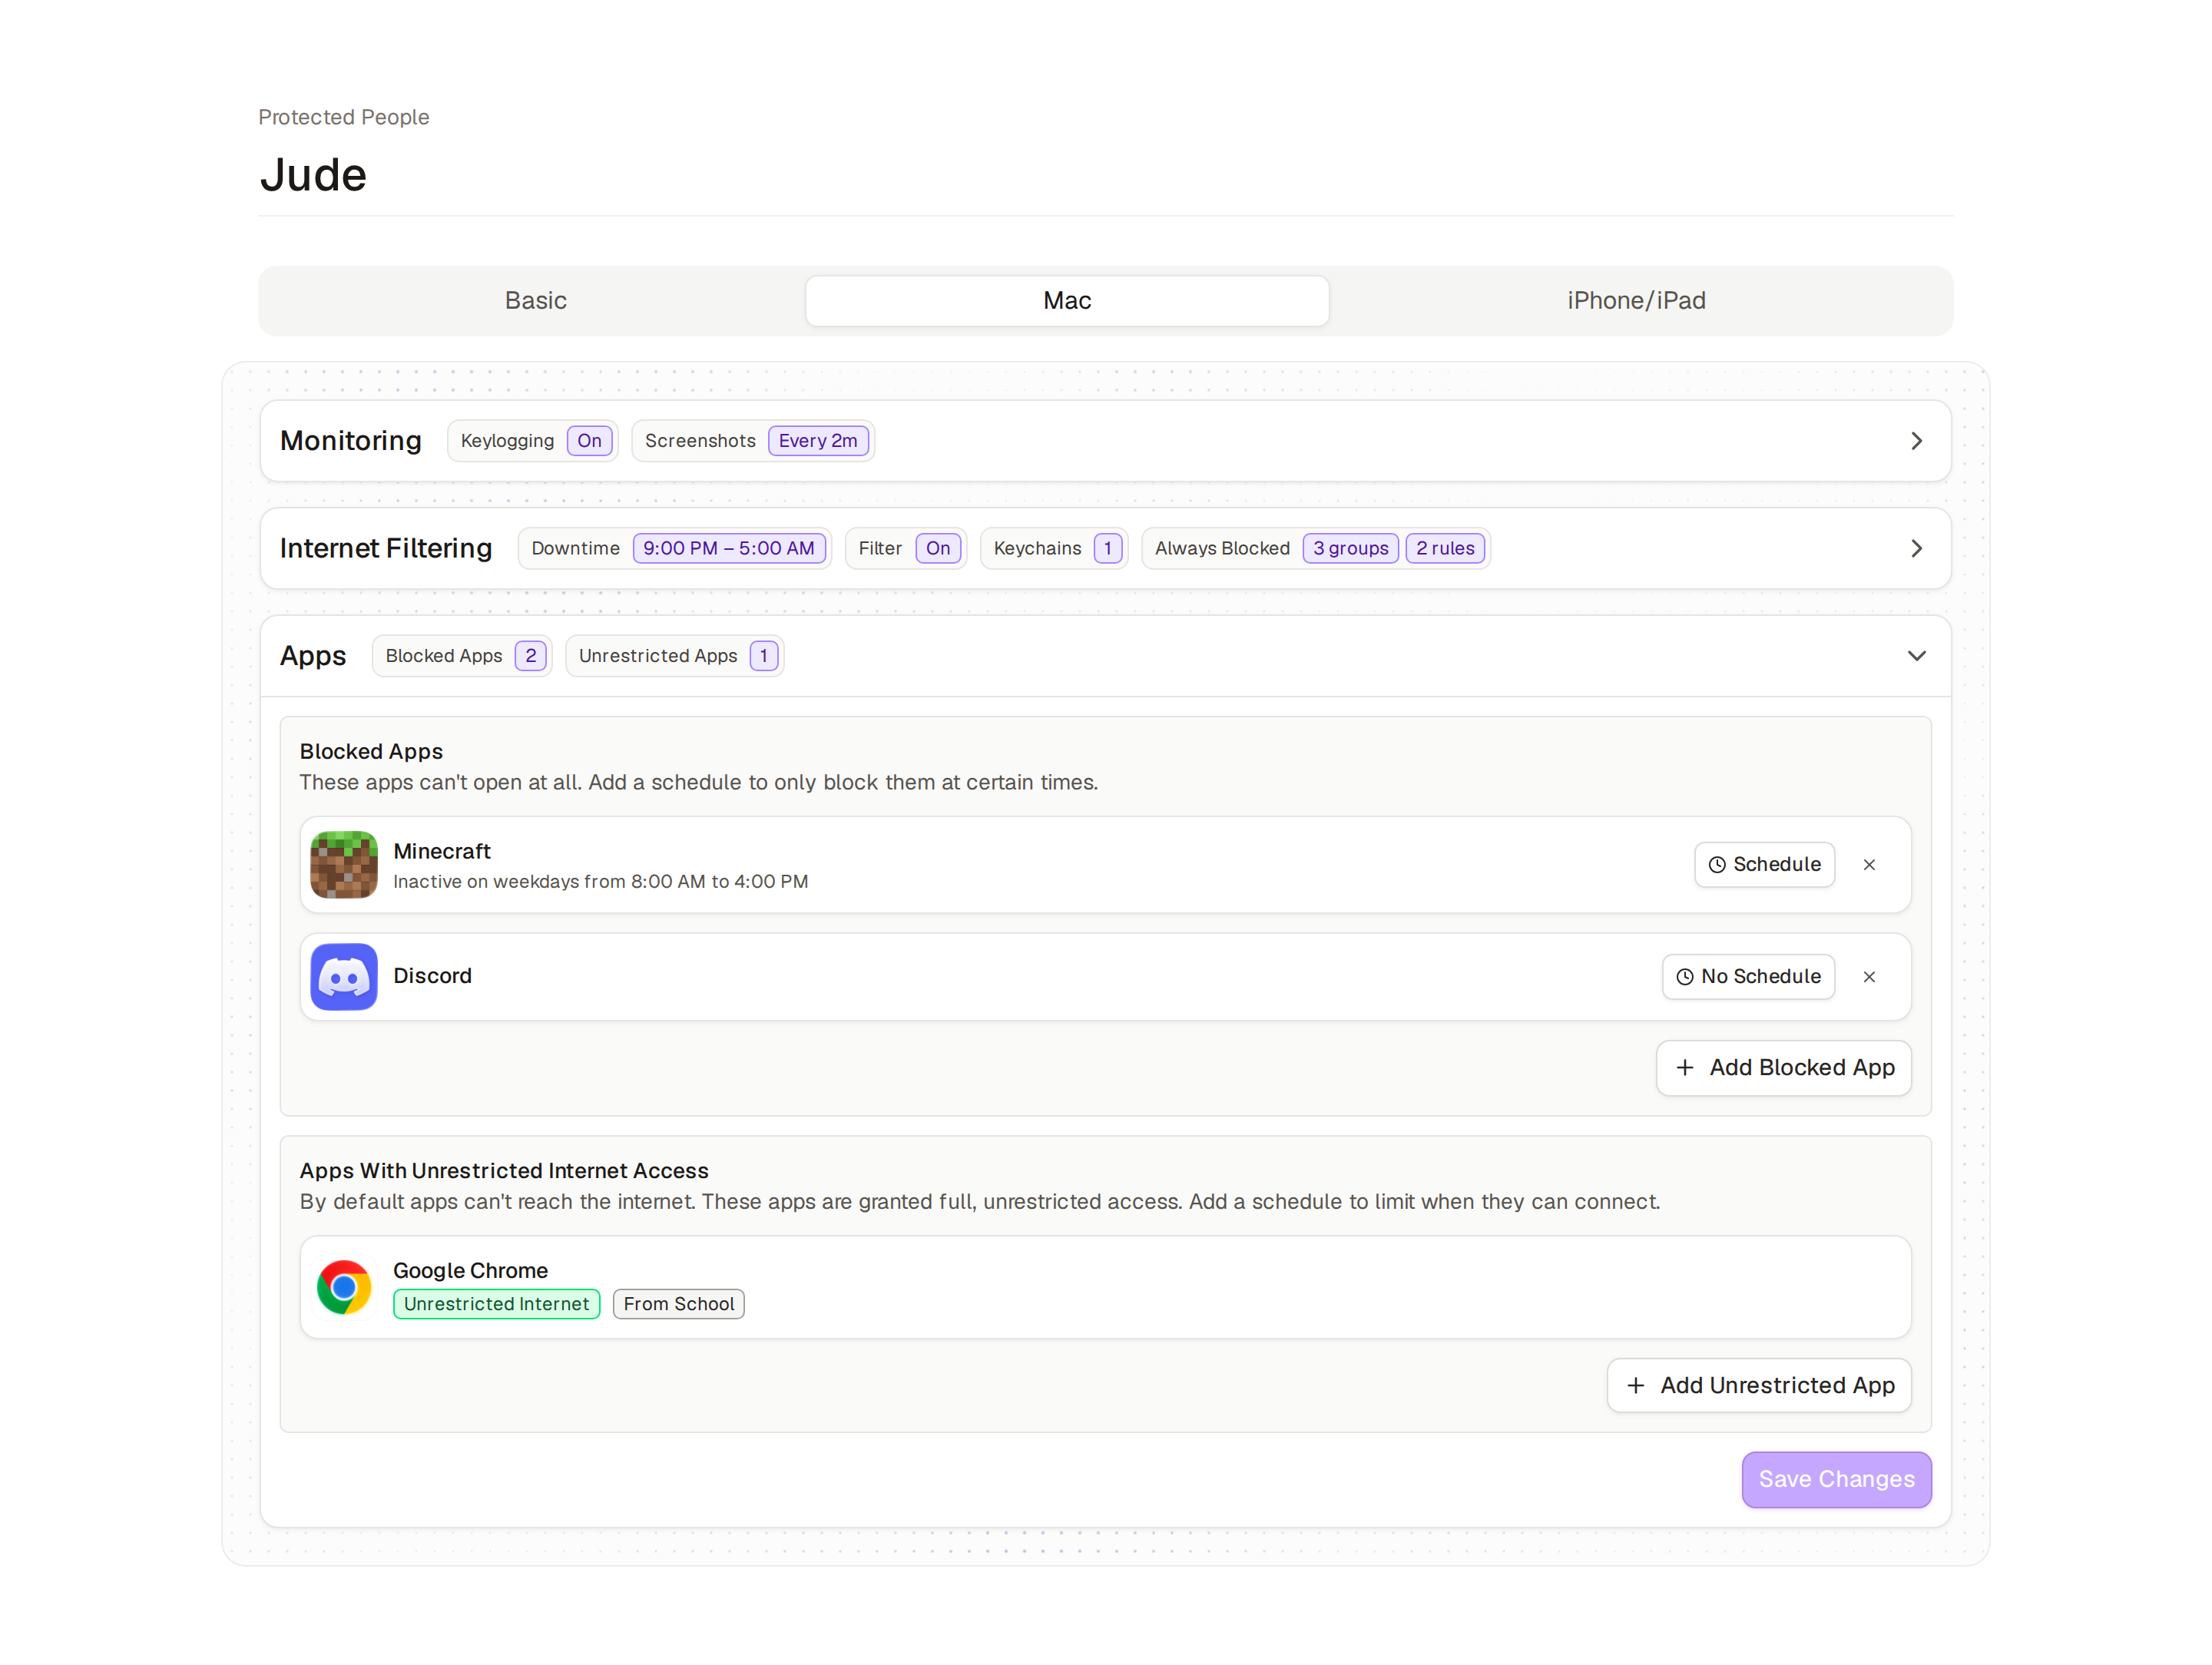 Protected People
Jude
Basic Mac iPhone/iPad
Monitoring Keylogging On Screenshots Every 2m
Internet Filtering Downtime 9:00 PM – 5:00 AM Filter On Keychains 1 Always Blocked 3 groups 2 rules
Apps Blocked Apps 2 Unrestricted Apps 1
Blocked Apps
These apps can't open at all. Add a schedule to only block them at certain times.
Minecraft
Inactive on weekdays from 8:00 AM to 4:00 PM
Schedule
Discord
No Schedule
Add Blocked App
Apps With Unrestricted Internet Access
By default apps can't reach the internet. These apps are granted full, unrestricted access. Add a schedule to limit when they can connect.
Google Chrome
Unrestricted Internet From School
Add Unrestricted App
Save Changes